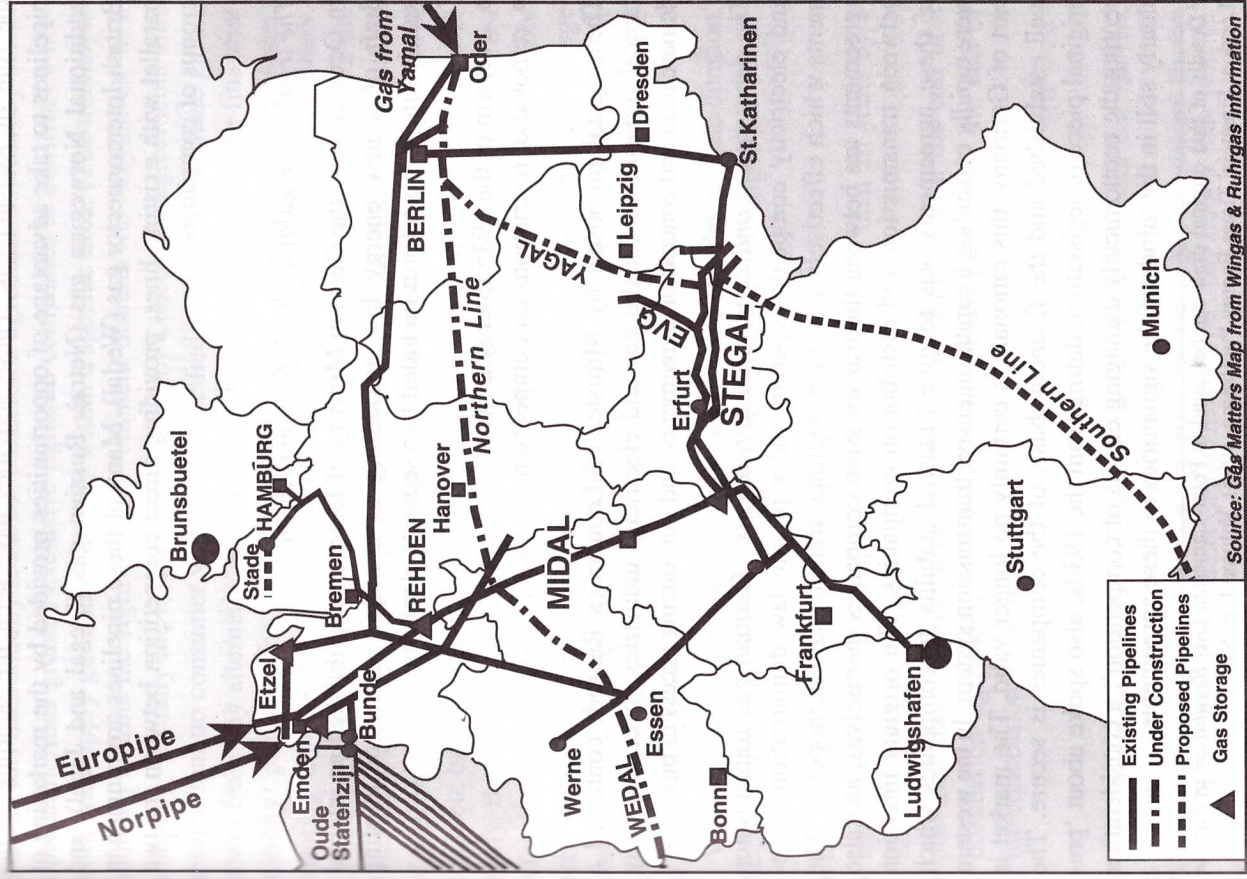 Gas from
Yamal
Oder
Dresden
St.Katharinen
BERLIN
Leipzig
YAGAL
EVG
Erfurt
STEGAL
Northern Line
Southern Line
Munich
Brunsbuetel
HAMBURG
Stade
Bremen
REHDEN
Hanover
MIDAL
Etzel
Europipe
Norpipe
Emden
Bunde
Oude
Statenzijl
Werne
Essen
WEDAL
Bonn
Frankfurt
Ludwigshafen
Stuttgart
Existing Pipelines
Under Construction
Proposed Pipelines
Gas Storage
Source: Gas Matters Map from Wingas & Ruhrgas information